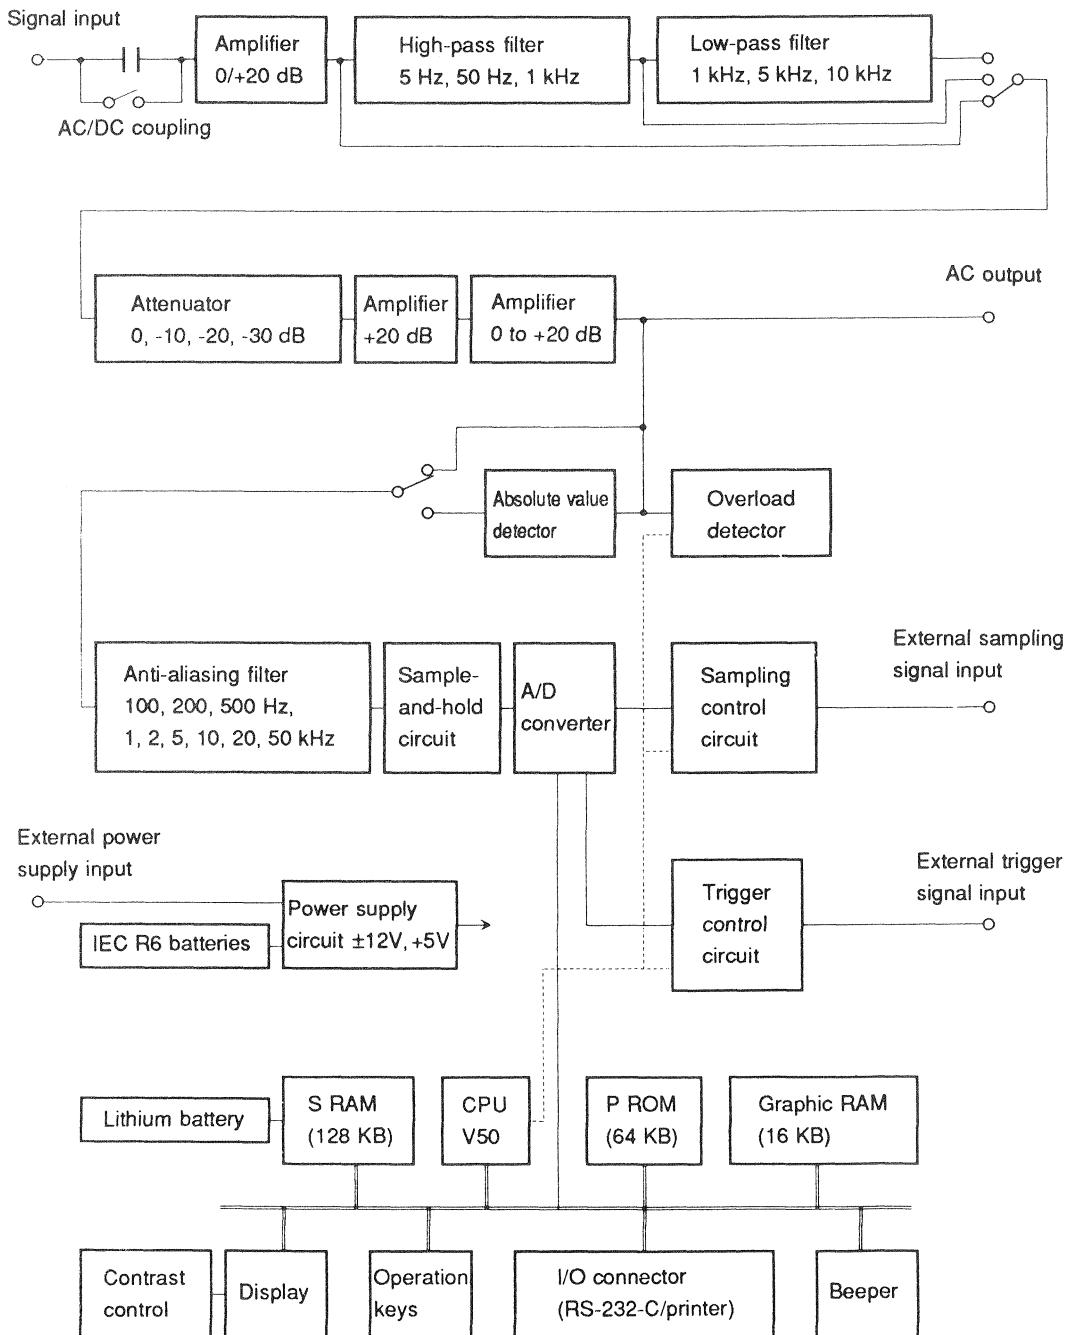 Signal input
Amplifier
0/+20 dB
High-pass filter
5 Hz, 50 Hz, 1 kHz
Low-pass filter
1 kHz, 5 kHz, 10 kHz
AC/DC coupling
Attenuator
0, -10, -20, -30 dB
Amplifier
+20 dB
Amplifier
0 to +20 dB
AC output
Absolute value
detector
Overload
detector
Anti-aliasing filter
100, 200, 500 Hz,
1, 2, 5, 10, 20, 50 kHz
Sample-
and-hold
circuit
A/D
converter
Sampling
control
circuit
External sampling
signal input
External power
supply input
IEC R6 batteries
Power supply
circuit ±12V, +5V
Trigger
control
circuit
External trigger
signal input
Lithium battery
S RAM
(128 KB)
CPU
V50
P ROM
(64 KB)
Graphic RAM
(16 KB)
Contrast
control
Display
Operation
keys
I/O connector
(RS-232-C/printer)
Beeper